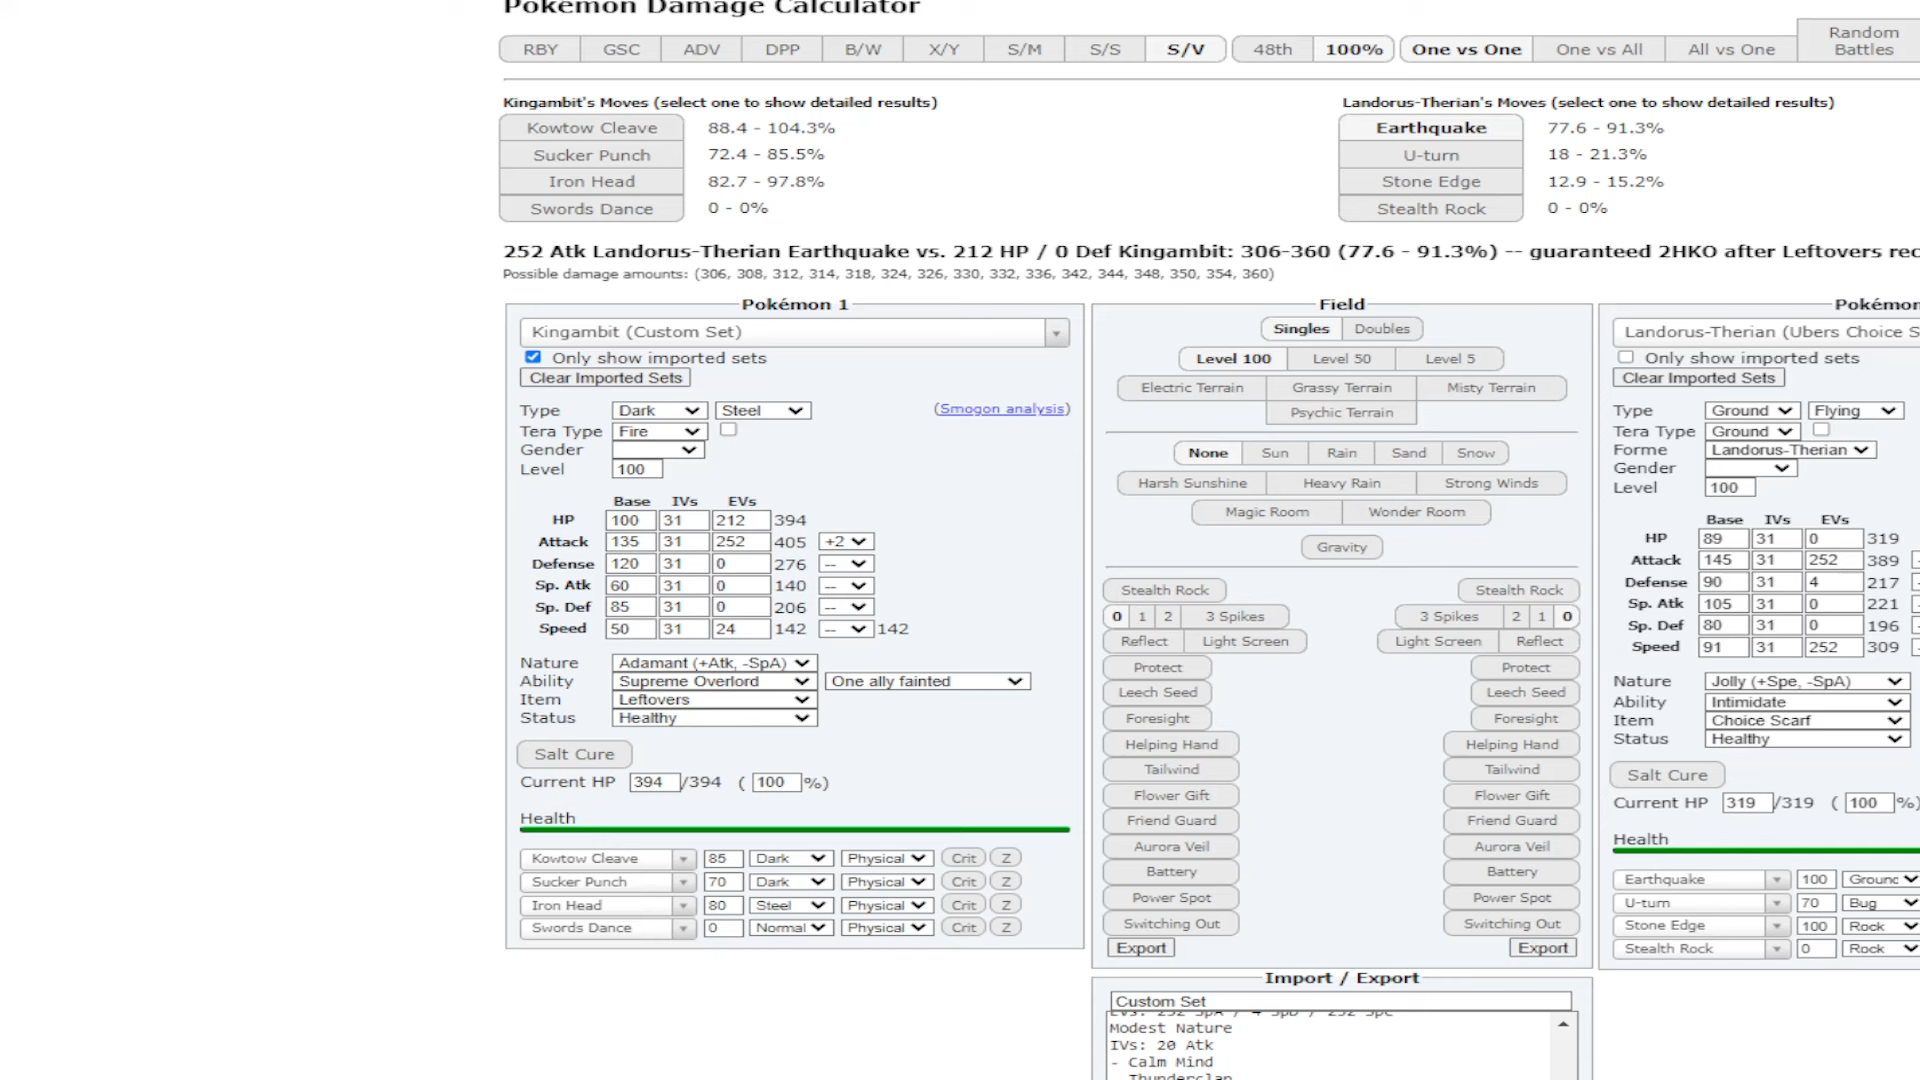 Pokémon Damage Calculator
RBY GSC ADV DPP B/W X/Y S/M S/S S/V 48th 100% One vs One One vs All All vs One Random Battles
Kingambit's Moves (select one to show detailed results)
Kowtow Cleave 88.4 - 104.3%
Sucker Punch 72.4 - 85.5%
Iron Head 82.7 - 97.8%
Swords Dance 0 - 0%
Landorus-Therian's Moves (select one to show detailed results)
Earthquake 77.6 - 91.3%
U-turn 18 - 21.3%
Stone Edge 12.9 - 15.2%
Stealth Rock 0 - 0%
252 Atk Landorus-Therian Earthquake vs. 212 HP / 0 Def Kingambit: 306-360 (77.6 - 91.3%) -- guaranteed 2HKO after Leftovers rec
Possible damage amounts: (306, 308, 312, 314, 318, 324, 326, 330, 332, 336, 342, 344, 348, 350, 354, 360)
Pokémon 1
Kingambit (Custom Set)
Only show imported sets
Clear Imported Sets
Type Dark Steel (Smogon analysis)
Tera Type Fire
Gender
Level 100
Base IVs EVs
HP 100 31 212 394
Attack 135 31 252 405 +2
Defense 120 31 0 276 --
Sp. Atk 60 31 0 140 --
Sp. Def 85 31 0 206 --
Speed 50 31 24 142 -- 142
Nature Adamant (+Atk, -SpA)
Ability Supreme Overlord One ally fainted
Item Leftovers
Status Healthy
Salt Cure
Current HP 394/394 ( 100 %)
Health
Kowtow Cleave 85 Dark Physical Crit Z
Sucker Punch 70 Dark Physical Crit Z
Iron Head 80 Steel Physical Crit Z
Swords Dance 0 Normal Physical Crit Z
Field
Singles Doubles
Level 100 Level 50 Level 5
Electric Terrain Grassy Terrain Misty Terrain
Psychic Terrain
None Sun Rain Sand Snow
Harsh Sunshine Heavy Rain Strong Winds
Magic Room Wonder Room
Gravity
Stealth Rock Stealth Rock
0 1 2 3 Spikes 3 Spikes 2 1 0
Reflect Light Screen Light Screen Reflect
Protect Protect
Leech Seed Leech Seed
Foresight Foresight
Helping Hand Helping Hand
Tailwind Tailwind
Flower Gift Flower Gift
Friend Guard Friend Guard
Aurora Veil Aurora Veil
Battery Battery
Power Spot Power Spot
Switching Out Switching Out
Export Export
Import / Export
Custom Set
EVs: 252 SpA / 4 SpD / 252 Spe
Modest Nature
IVs: 20 Atk
- Calm Mind
- Thunderclap
Pokémon
Landorus-Therian (Ubers Choice S
Only show imported sets
Clear Imported Sets
Type Ground Flying
Tera Type Ground
Forme Landorus-Therian
Gender
Level 100
Base IVs EVs
HP 89 31 0 319
Attack 145 31 252 389
Defense 90 31 4 217
Sp. Atk 105 31 0 221
Sp. Def 80 31 0 196
Speed 91 31 252 309
Nature Jolly (+Spe, -SpA)
Ability Intimidate
Item Choice Scarf
Status Healthy
Salt Cure
Current HP 319/319 ( 100 %)
Health
Earthquake 100 Ground
U-turn 70 Bug
Stone Edge 100 Rock
Stealth Rock 0 Rock